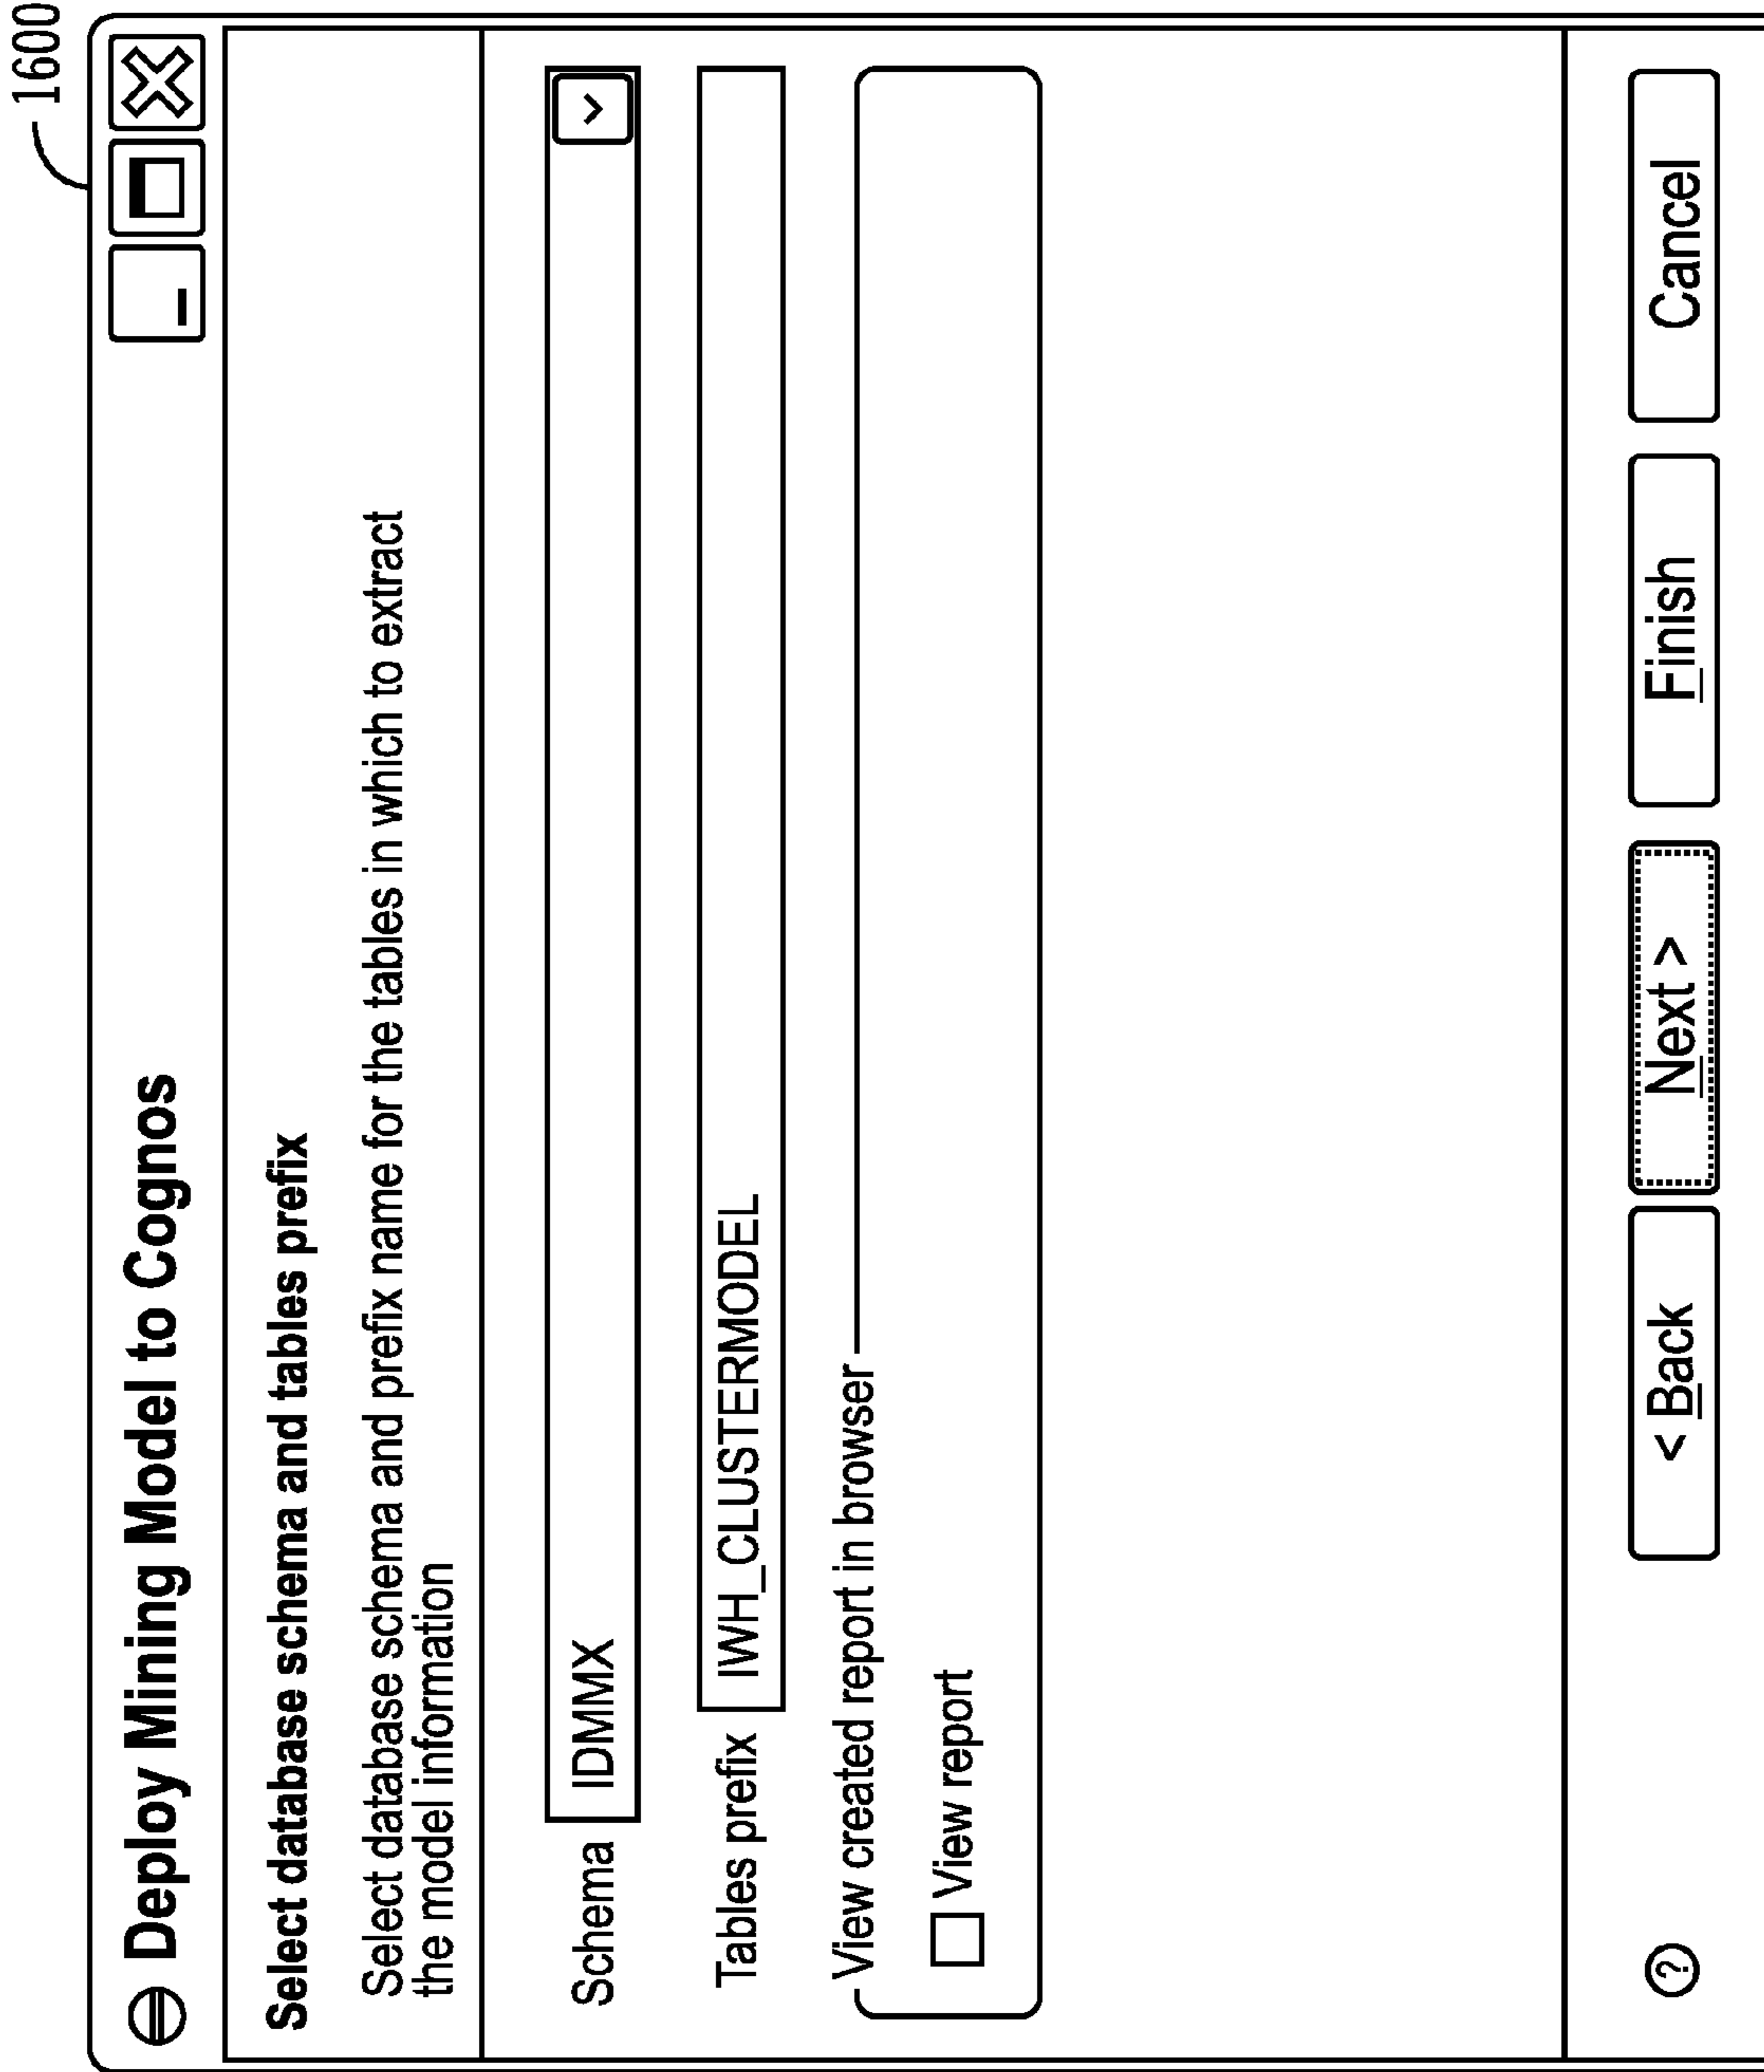 1600
Deploy Mining Model to Cognos
Select database schema and tables prefix
Select database schema and prefix name for the tables in which to extract
the model information
Schema IDMMX
Tables prefix IWH_CLUSTERMODEL
View created report in browser
View report
? < Back Next > Finish Cancel